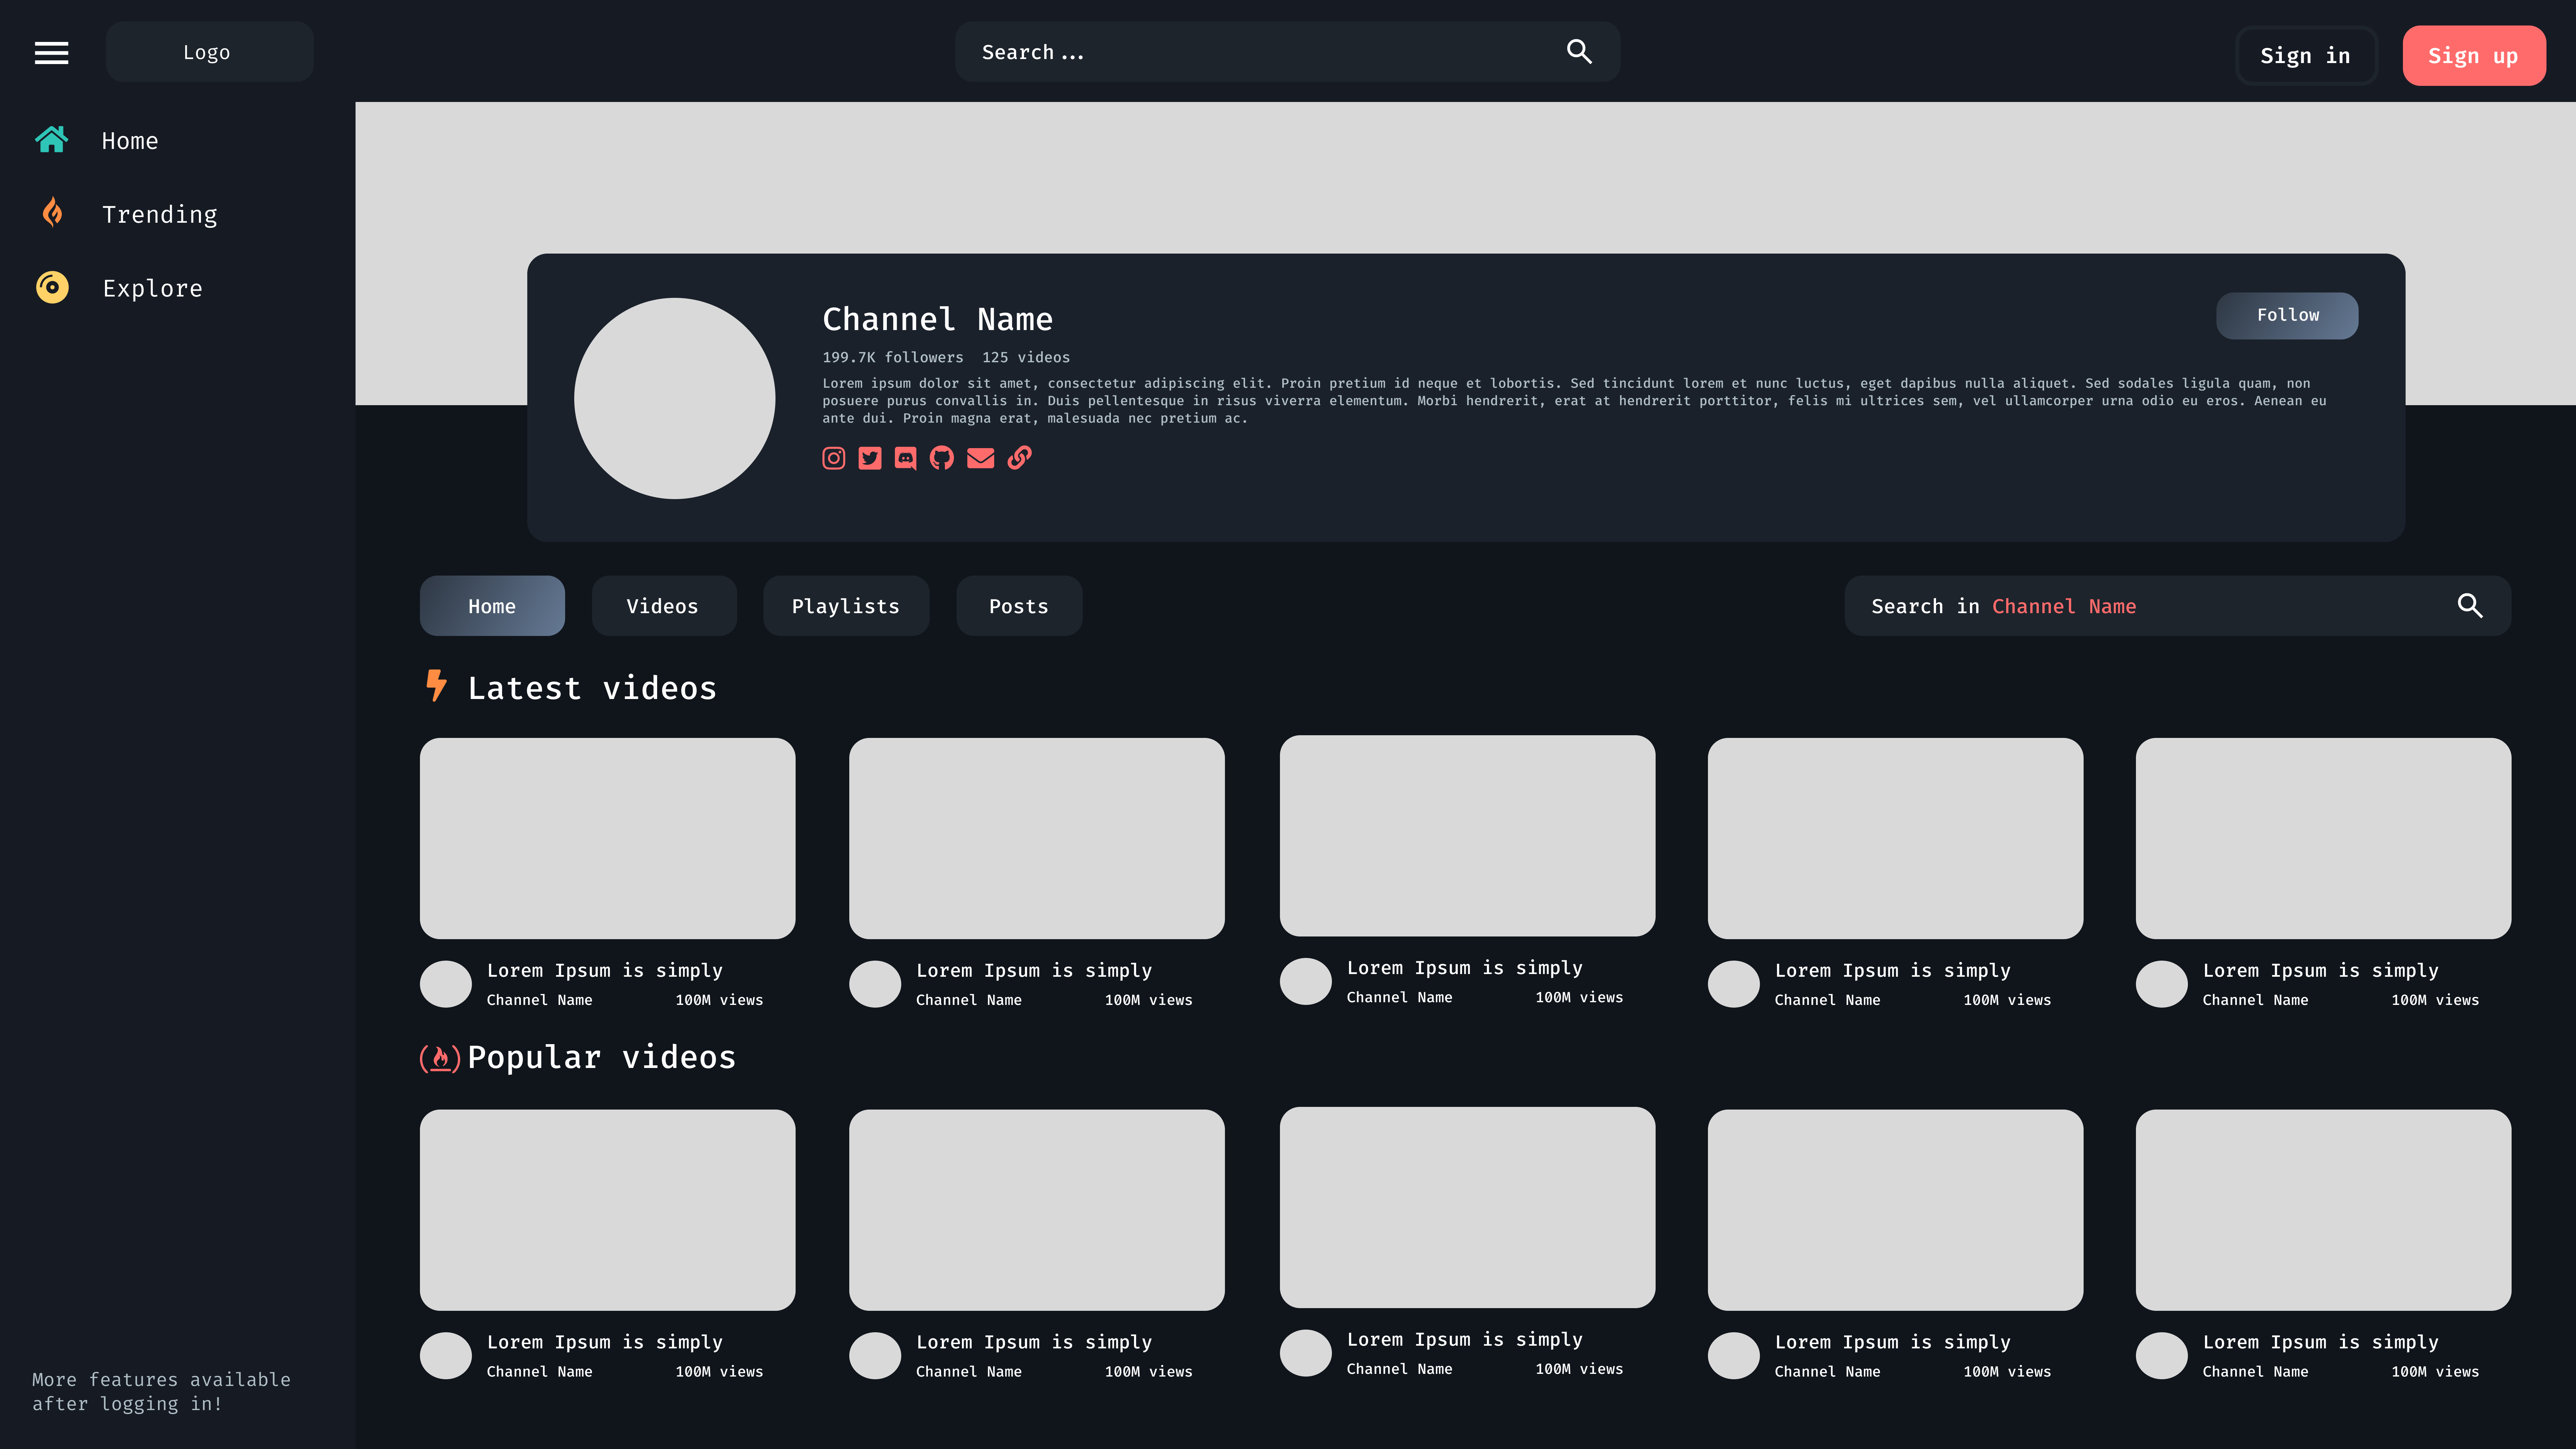 Logo
Search...
Sign in
Sign up
Home
Trending
Explore
Channel Name
Follow
199.7K followers 125 videos
Lorem ipsum dolor sit amet, consectetur adipiscing elit. Proin pretium id neque et lobortis. Sed tincidunt lorem et nunc luctus, eget dapibus nulla aliquet. Sed sodales ligula quam, non
posuere purus convallis in. Duis pellentesque in risus viverra elementum. Morbi hendrerit, erat at hendrerit porttitor, felis mi ultrices sem, vel ullamcorper urna odio eu eros. Aenean eu
ante dui. Proin magna erat, malesuada nec pretium ac.
Home
Videos
Playlists
Posts
Search in Channel Name
Latest videos
Lorem Ipsum is simply
Channel Name 100M views
Lorem Ipsum is simply
Channel Name 100M views
Lorem Ipsum is simply
Channel Name 100M views
Lorem Ipsum is simply
Channel Name 100M views
Lorem Ipsum is simply
Channel Name 100M views
Popular videos
Lorem Ipsum is simply
Channel Name 100M views
Lorem Ipsum is simply
Channel Name 100M views
Lorem Ipsum is simply
Channel Name 100M views
Lorem Ipsum is simply
Channel Name 100M views
Lorem Ipsum is simply
Channel Name 100M views
More features available
after logging in!